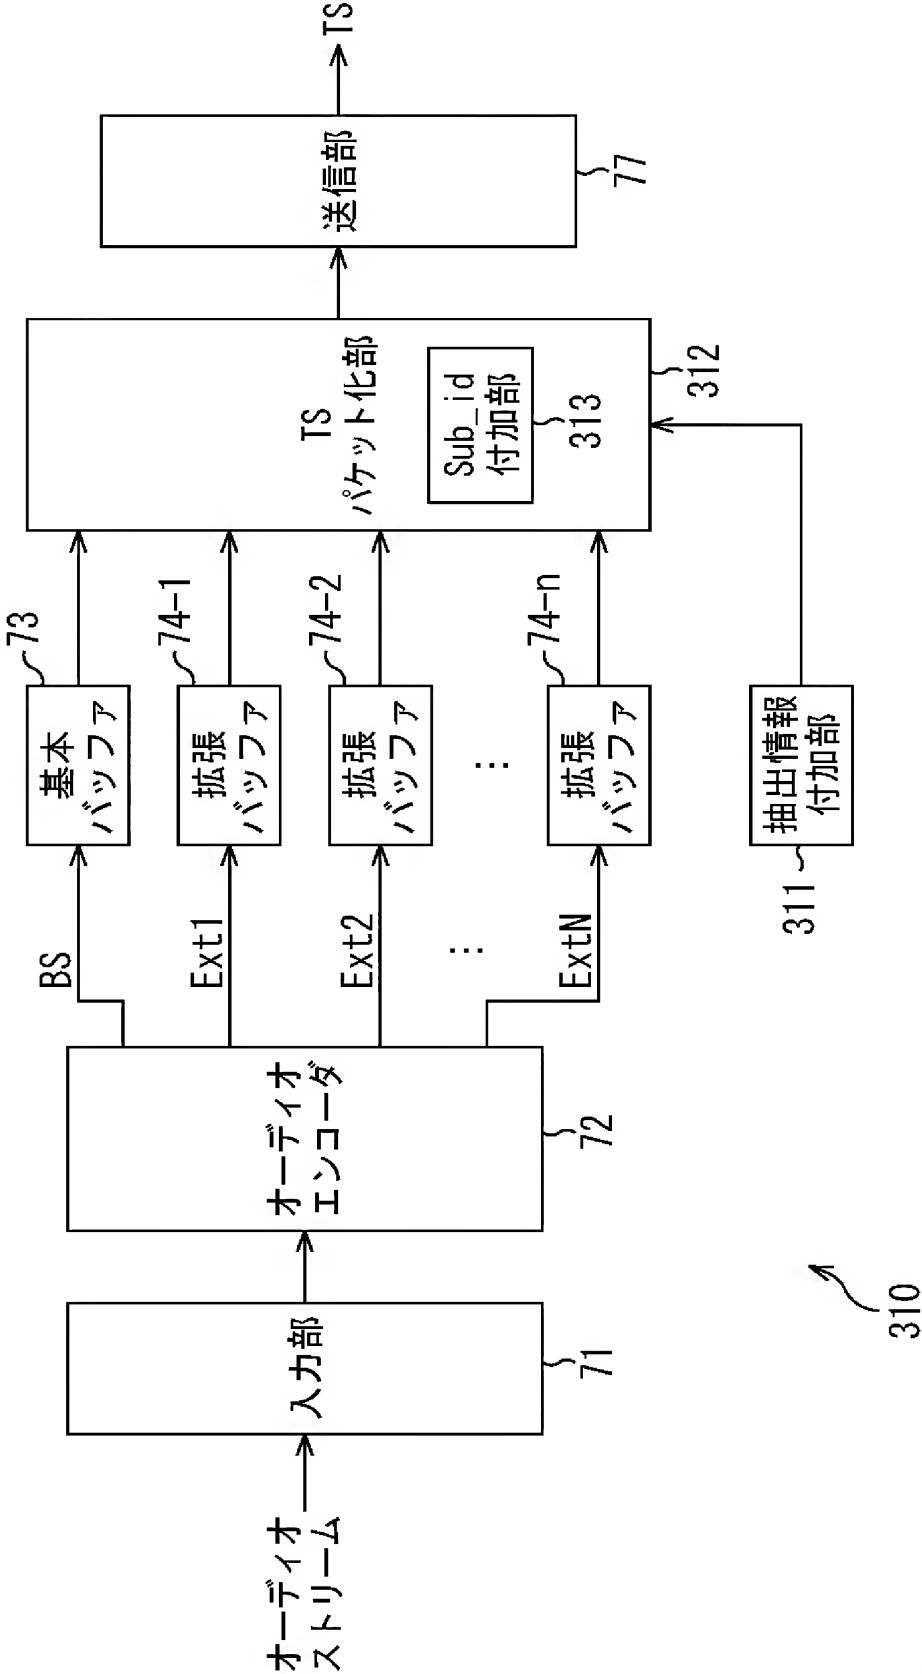 オーディオ
ストリーム
入力部
71
オーディオ
エンコーダ
72
BS
Ext1
Ext2
⋮
ExtN
基本
バッファ
73
拡張
バッファ
74-1
拡張
バッファ
74-2
⋮
拡張
バッファ
74-n
抽出情報
付加部
311
TS
パケット化部
Sub_id
付加部
313
312
送信部
77
TS
310